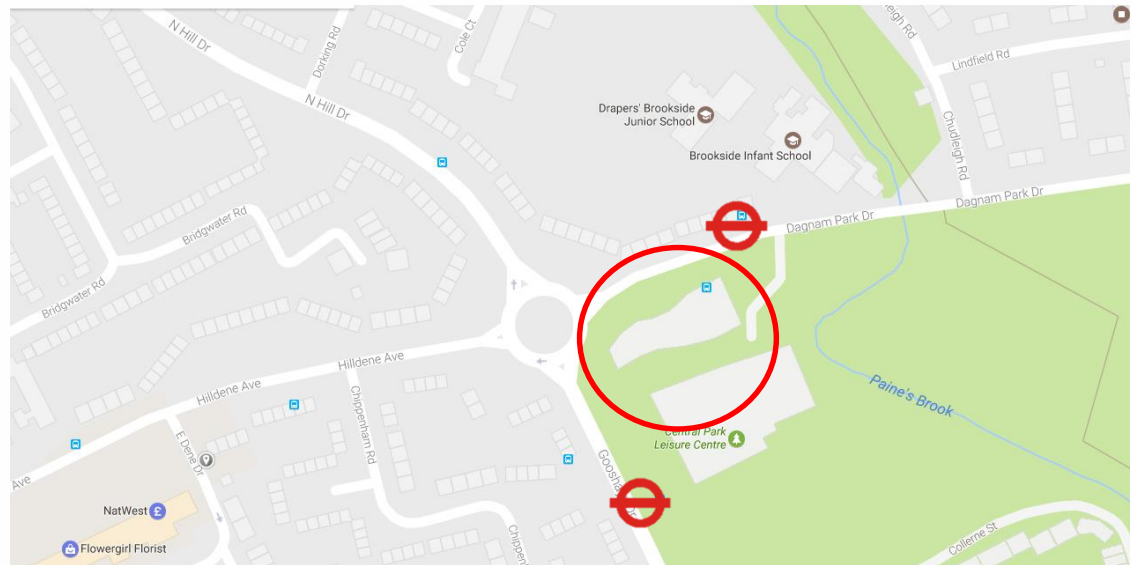 N Hill Dr
Dorking Rd
Cole Ct
N Hill Dr
Lindfield Rd
Drapers' Brookside
Junior School
Brookside Infant School
Chudleigh Rd
Dagnam Park Dr
Dagnam Park Dr
Bridgwater Rd
Bridgwater Rd
Hilldene Ave
Hilldene Ave
Chippenham Rd
Paine's Brook
Central Park
Leisure Centre
E Dene Dr
Ave
NatWest
£
Flowergirl Florist
Collerne St